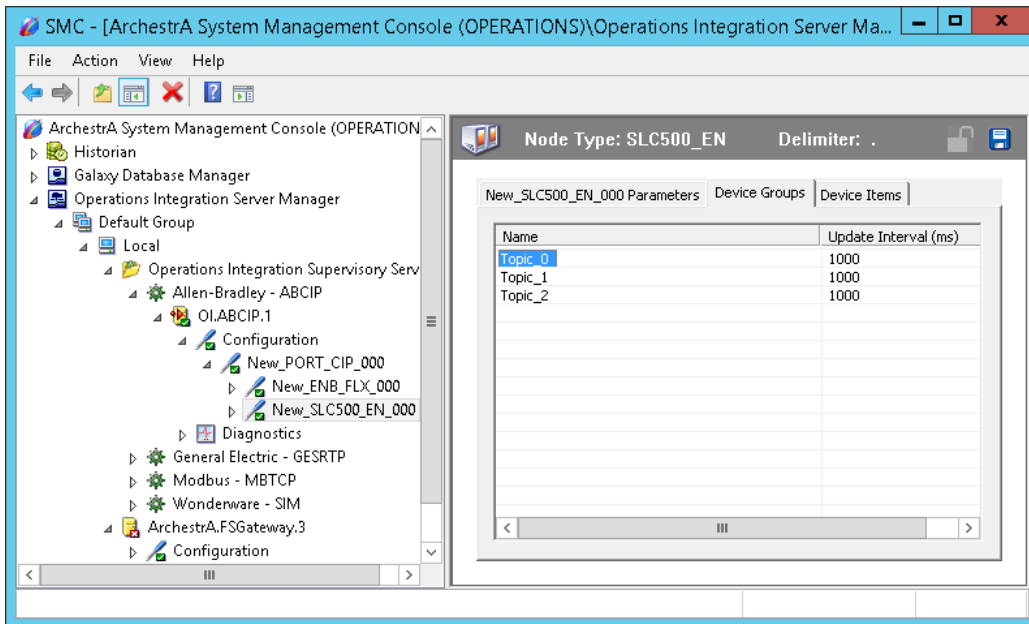 SMC - [ArchestrA System Management Console (OPERATIONS)\Operations Integration Server Ma...
File Action View Help
ArchestrA System Management Console (OPERATION
Historian
Galaxy Database Manager
Operations Integration Server Manager
Default Group
Local
Operations Integration Supervisory Serv
Allen-Bradley - ABCIP
OI.ABCIP.1
Configuration
New_PORT_CIP_000
New_ENB_FLX_000
New_SLC500_EN_000
Diagnostics
General Electric - GESRTP
Modbus - MBTCP
Wonderware - SIM
ArchestrA.FSGateway.3
Configuration
Node Type: SLC500_EN Delimiter: .
New_SLC500_EN_000 Parameters Device Groups Device Items
Name Update Interval (ms)
Topic_0 1000
Topic_1 1000
Topic_2 1000